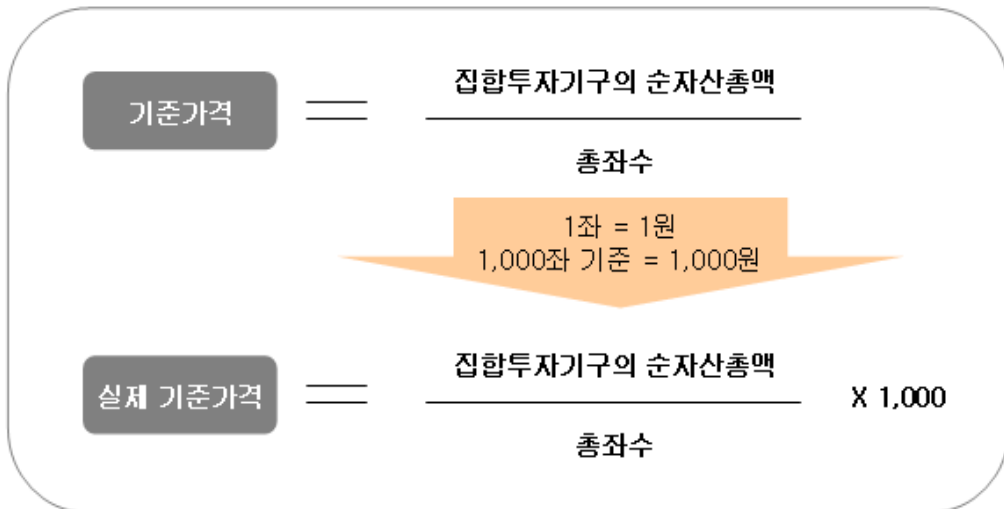 집합투자기구의 순자산총액
기준가격
총좌수
1좌 = 1원
1,000좌 기준 = 1,000원
집합투자기구의 순자산총액
실제 기준가격
X 1,000
총좌수